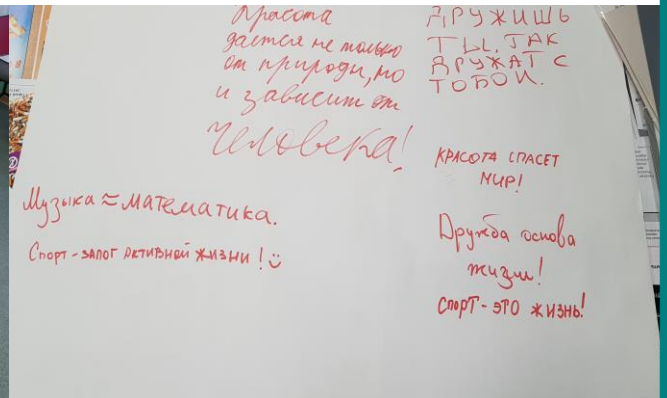 Красота
дается не только
от природы, но
и зависит от
человека!
ДРУЖИШЬ
ТЫ, ТАК
ДРУЖАТ С
ТОБОЙ.
КРАСОТА СПАСЕТ
МИР!
Музыка ≈ математика.
Спорт - залог активной жизни! ☺
Дружба основа
жизни!
Спорт - это жизнь!